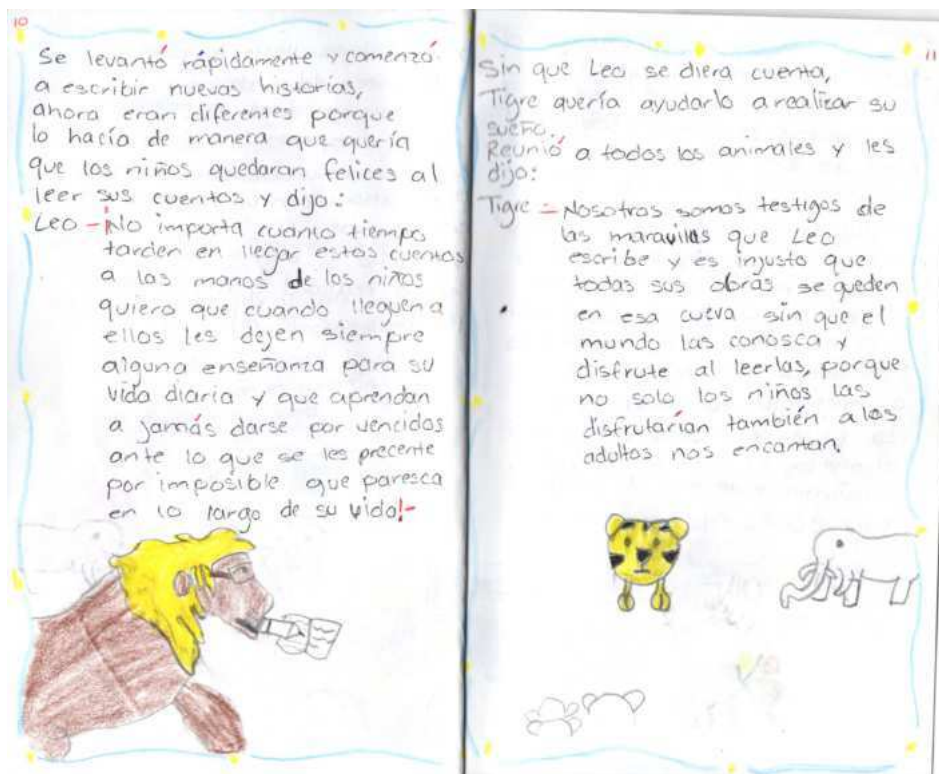 10
Se levantó rápidamente y comenzó
a escribir nuevas historias,
ahora eran diferentes porque
lo hacía de manera que quería
que los niños quedaran felices al
leer sus cuentos y dijo:
Leo - ¡No importa cuanto tiempo
tarden en llegar estos cuentos
a las manos de los niños
quiero que cuando lleguen a
ellos les dejen siempre
alguna enseñanza para su
vida diaria y que aprendan
a jamás darse por vencidos
ante lo que se les precente
por imposible que paresca
en lo largo de su vida!-
11
Sin que Leo se diera cuenta,
Tigre quería ayudarlo a realizar su
sueño.
Reunió a todos los animales y les
dijo:
Tigre - Nosotros somos testigos de
las maravillas que Leo
escribe y es injusto que
todas sus obras se queden
en esa cueva sin que el
mundo las conosca y
disfrute al leerlas, porque
no solo los niños las
disfrutarían también a los
adultos nos encantan.